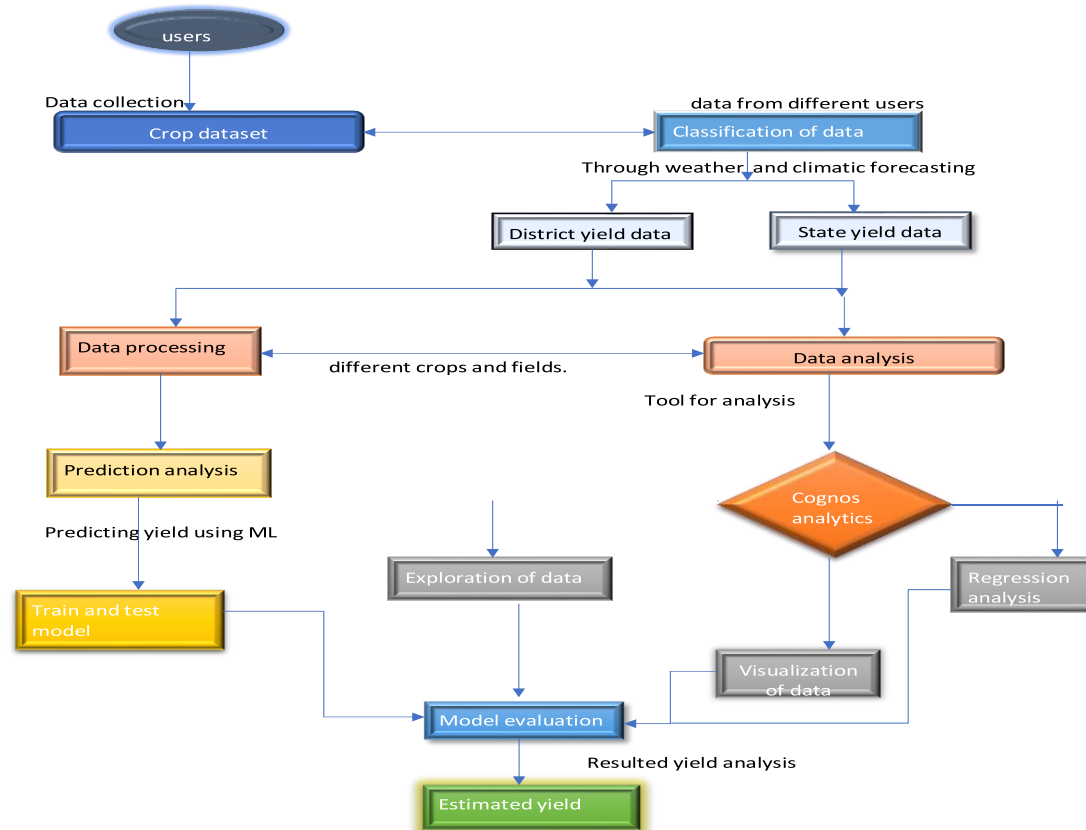 users
Data collection
data from different users
Crop dataset
Classification of data
Through weather and climatic forecasting
District yield data
State yield data
Data processing
Data analysis
different crops and fields.
Tool for analysis
Prediction analysis
Cognos
analytics
Predicting yield using ML
Exploration of data
Regression
analysis
Train and test
model
Visualization
of data
Model evaluation
Resulted yield analysis
Estimated yield